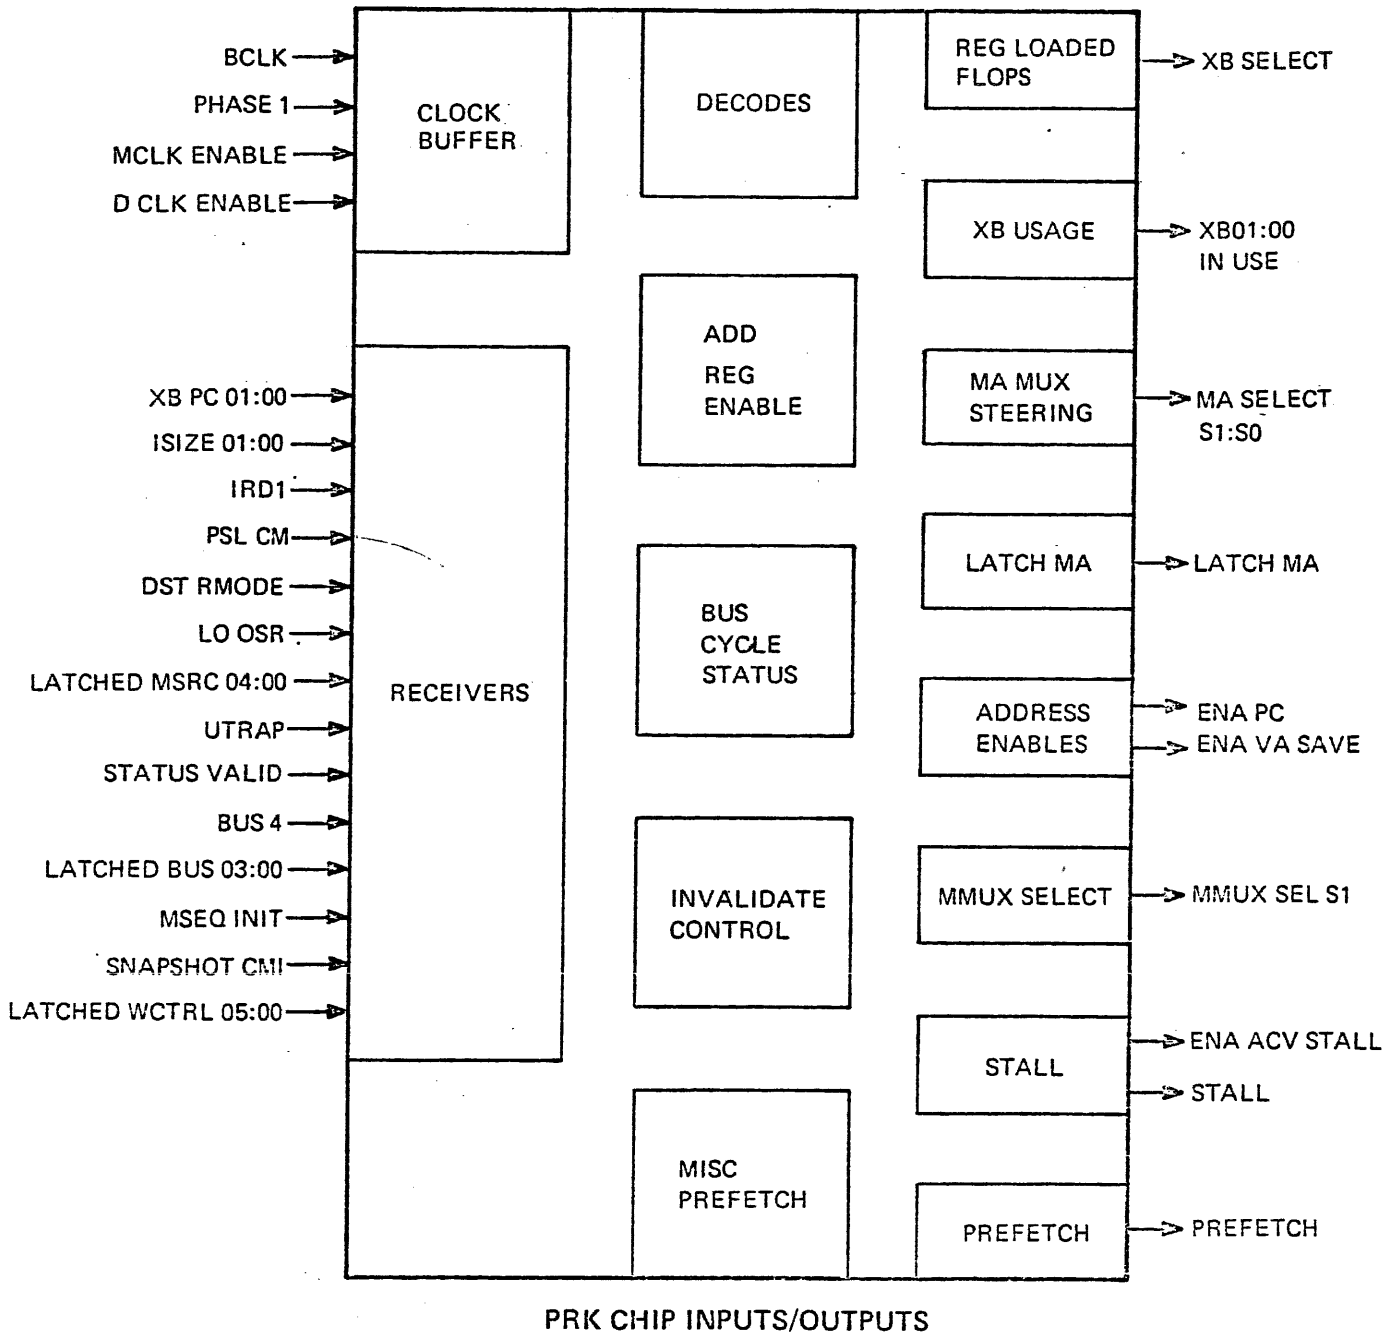 BCLK
PHASE 1
MCLK ENABLE
D CLK ENABLE
CLOCK
BUFFER
XB PC 01:00
ISIZE 01:00
IRD1
PSL CM
DST RMODE
LO OSR
LATCHED MSRC 04:00
UTRAP
STATUS VALID
BUS 4
LATCHED BUS 03:00
MSEQ INIT
SNAPSHOT CMI
LATCHED WCTRL 05:00
RECEIVERS
DECODES
ADD
REG
ENABLE
BUS
CYCLE
STATUS
INVALIDATE
CONTROL
MISC
PREFETCH
REG LOADED
FLOPS
XB SELECT
XB USAGE
XB01:00
IN USE
MA MUX
STEERING
MA SELECT
S1:S0
LATCH MA
LATCH MA
ADDRESS
ENABLES
ENA PC
ENA VA SAVE
MMUX SELECT
MMUX SEL S1
STALL
ENA ACV STALL
STALL
PREFETCH
PREFETCH
PRK CHIP INPUTS/OUTPUTS